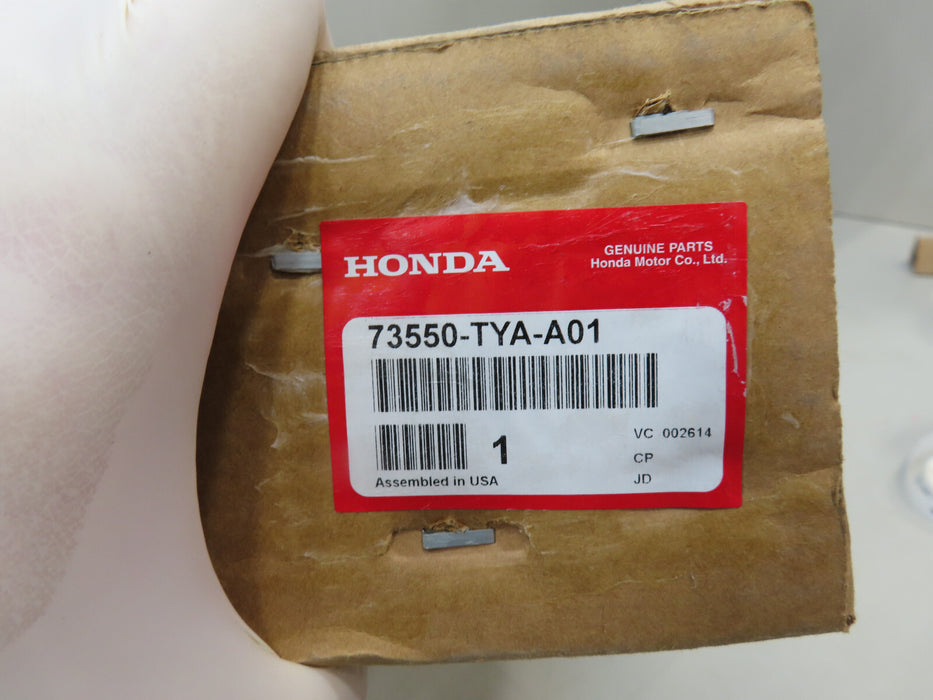 HONDA
GENUINE PARTS
Honda Motor Co., Ltd.
73550-TYA-A01
1
VC 002614
CP
JD
Assembled in USA